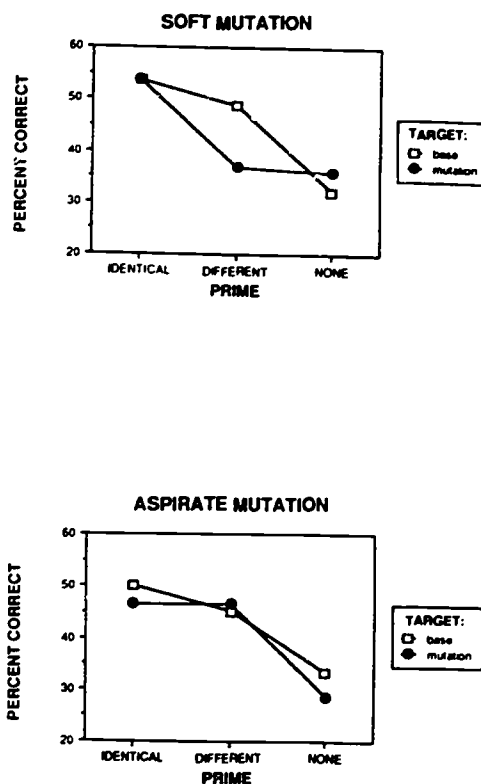 SOFT MUTATION
60
50
40
30
20
PERCENT CORRECT
IDENTICAL DIFFERENT NONE
PRIME
TARGET:
base
mutation
ASPIRATE MUTATION
60
50
40
30
20
PERCENT CORRECT
IDENTICAL DIFFERENT NONE
PRIME
TARGET:
base
mutation